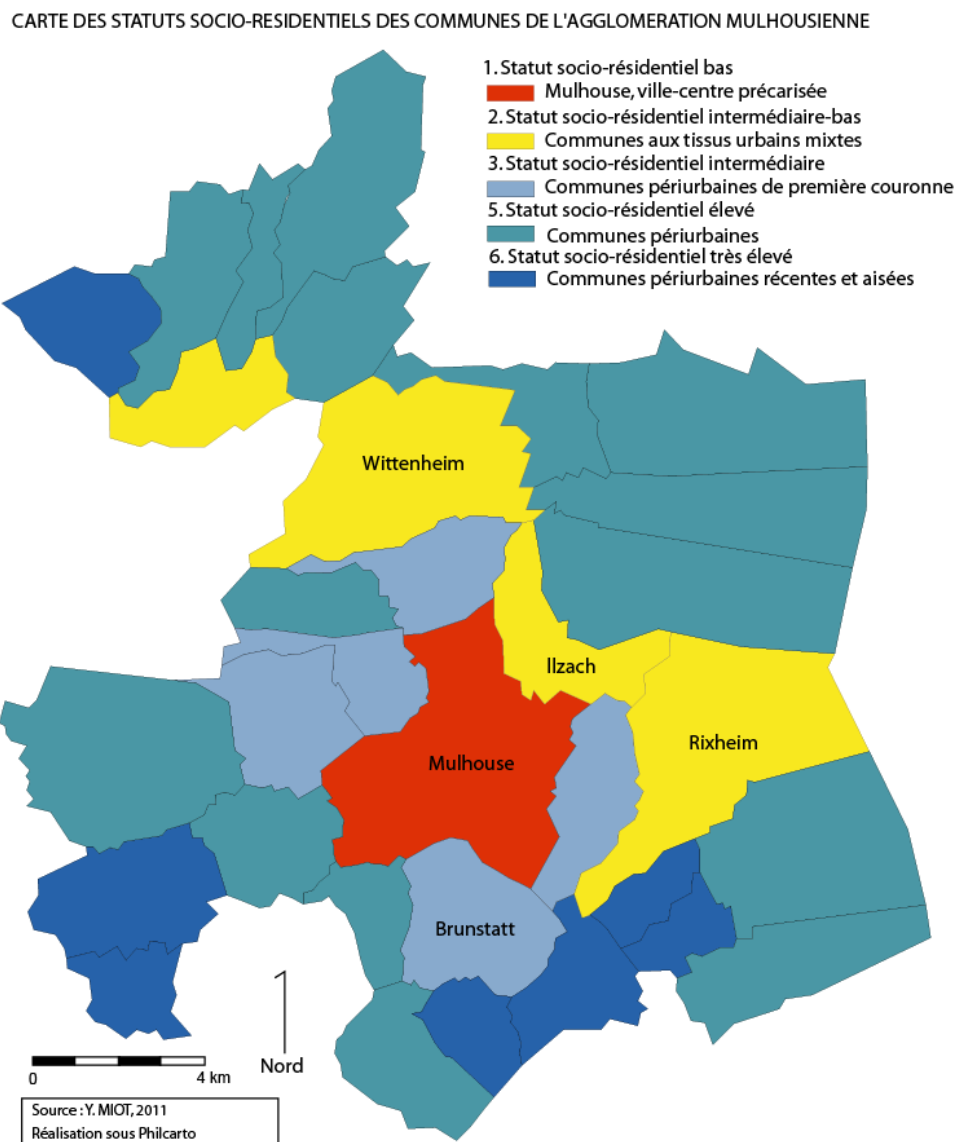 CARTE DES STATUTS SOCIO-RESIDENTIELS DES COMMUNES DE L'AGGLOMERATION MULHOUSIENNE
1. Statut socio-résidentiel bas
Mulhouse, ville-centre précarisée
2. Statut socio-résidentiel intermédiaire-bas
Communes aux tissus urbains mixtes
3. Statut socio-résidentiel intermédiaire
Communes périurbaines de première couronne
5. Statut socio-résidentiel élevé
Communes périurbaines
6. Statut socio-résidentiel très élevé
Communes périurbaines récentes et aisées
Wittenheim
Ilzach
Rixheim
Mulhouse
Brunstatt
Nord
0 4 km
Source : Y. MIOT, 2011
Réalisation sous Philcarto